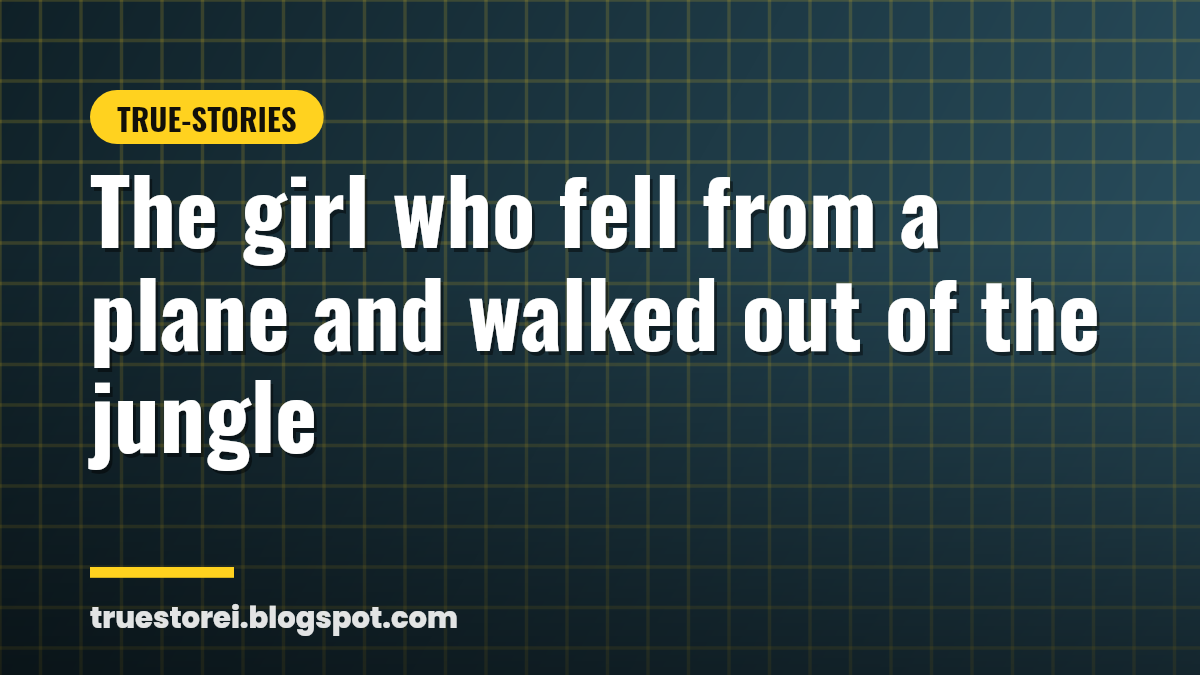 TRUE-STORIES
The girl who fell from a
plane and walked out of the
jungle
truestorei.blogspot.com